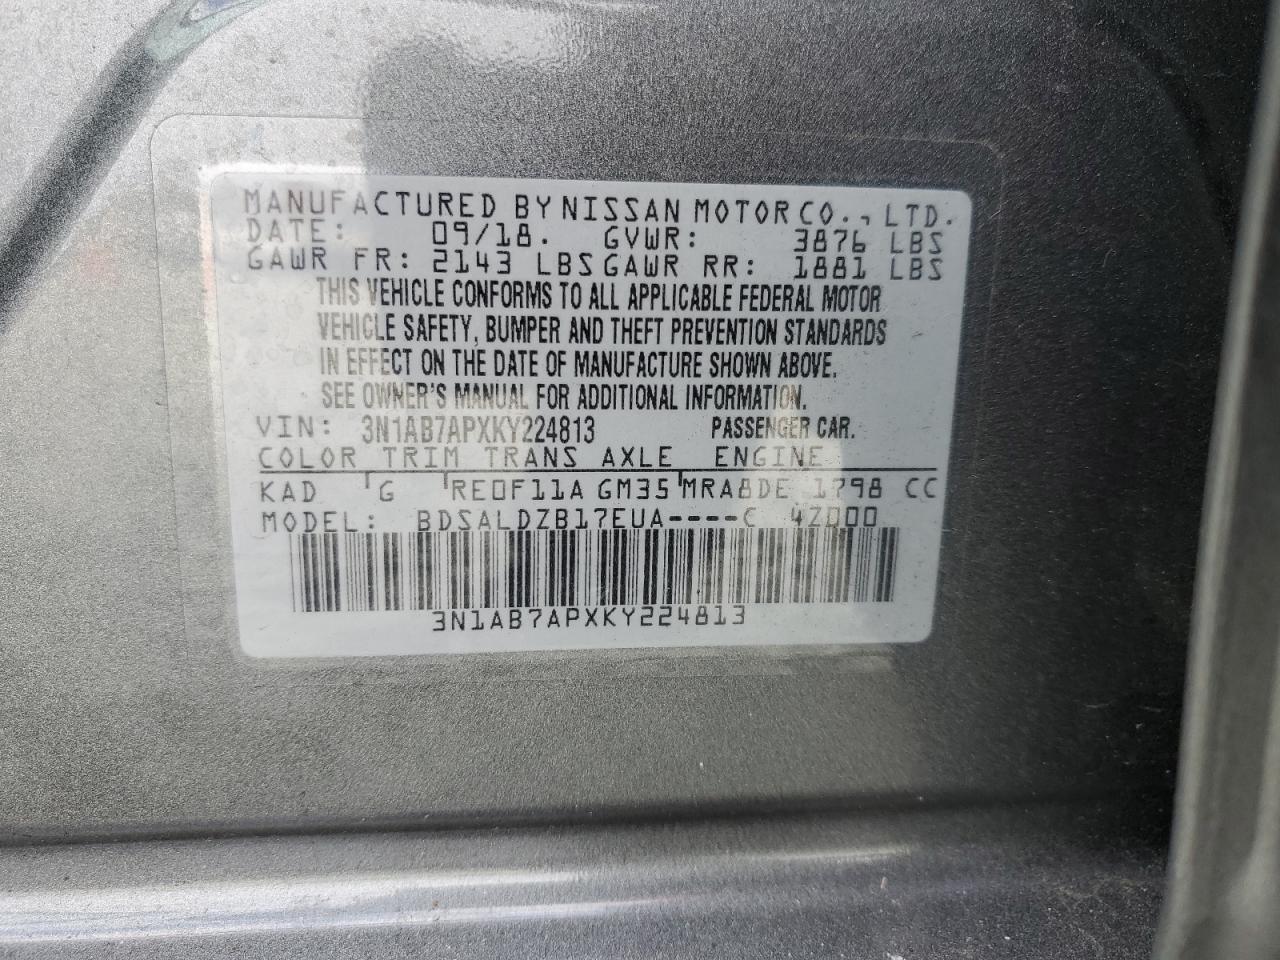 MANUFACTURED BY NISSAN MOTOR CO., LTD.
DATE: 09/18. GVWR: 3876 LBS
GAWR FR: 2143 LBS GAWR RR: 1881 LBS
THIS VEHICLE CONFORMS TO ALL APPLICABLE FEDERAL MOTOR
VEHICLE SAFETY, BUMPER AND THEFT PREVENTION STANDARDS
IN EFFECT ON THE DATE OF MANUFACTURE SHOWN ABOVE.
SEE OWNER'S MANUAL FOR ADDITIONAL INFORMATION.
VIN: 3N1AB7APXKY224813 PASSENGER CAR.
COLOR TRIM TRANS AXLE ENGINE
KAD G RE0F11A GM35 MRA8DE 1798 CC
MODEL: BDSALDZB17EUA----C 4Z000
3N1AB7APXKY224813